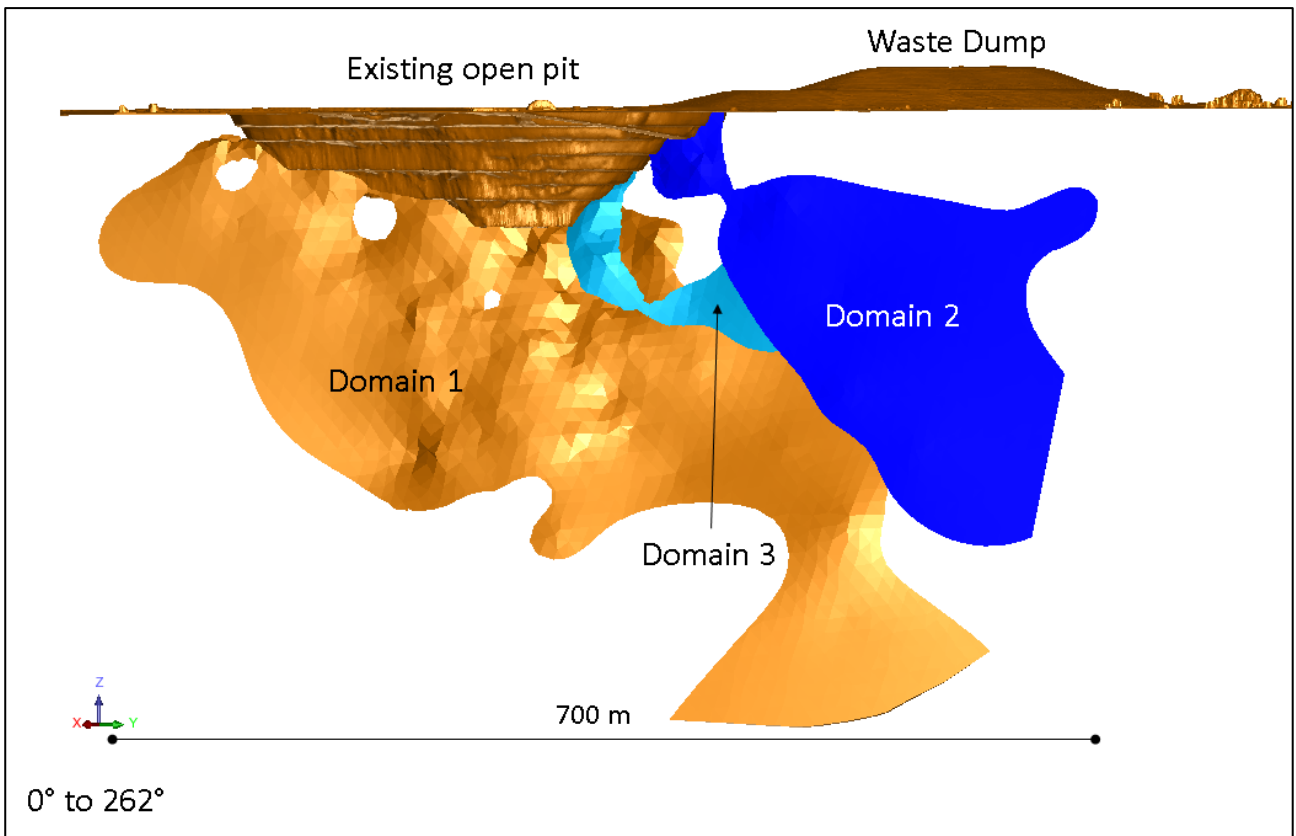 Waste Dump
Existing open pit
Domain 2
Domain 1
Domain 3
Z
X
Y
700 m
0° to 262°